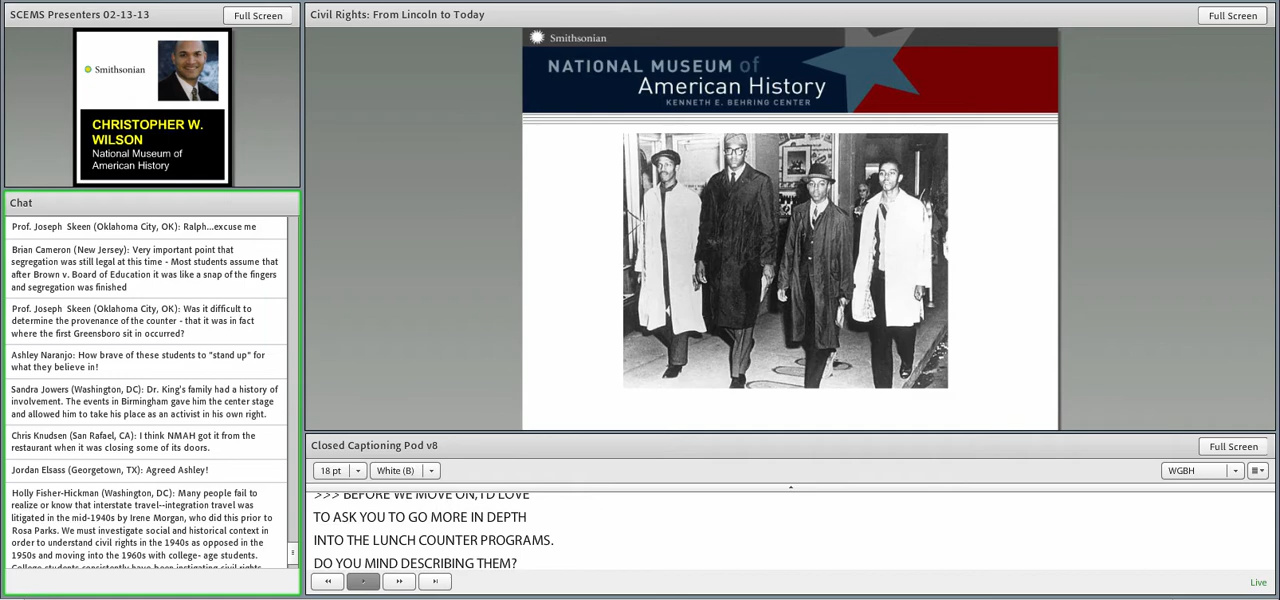 SCEMS Presenters 02-13-13
Full Screen
Smithsonian
CHRISTOPHER W.
WILSON
National Museum of
American History
Chat
Prof. Joseph Skeen (Oklahoma City, OK): Ralph...excuse me
Brian Cameron (New Jersey): Very important point that
segregation was still legal at this time - Most students assume that
after Brown v. Board of Education it was like a snap of the fingers
and segregation was finished
Prof. Joseph Skeen (Oklahoma City, OK): Was it difficult to
determine the provenance of the counter - that it was in fact
where the first Greensboro sit in occurred?
Ashley Naranjo: How brave of these students to "stand up" for
what they believe in!
Sandra Jowers (Washington, DC): Dr. King's family had a history of
involvement. The events in Birmingham gave him the center stage
and allowed him to take his place as an activist in his own right.
Chris Knudsen (San Rafael, CA): I think NMAH got it from the
restaurant when it was closing some of its doors.
Jordan Elsass (Georgetown, TX): Agreed Ashley!
Holly Fisher-Hickman (Washington, DC): Many people fail to
realize or know that interstate travel--integration travel was
litigated in the mid-1940s by Irene Morgan, who did this prior to
Rosa Parks. We must investigate social and historical context in
order to understand civil rights in the 1940s as opposed in the
1950s and moving into the 1960s with college- age students.
College students consistently have been instigating civil rights
Civil Rights: From Lincoln to Today
Full Screen
Smithsonian
NATIONAL MUSEUM of
American History
KENNETH E. BEHRING CENTER
Closed Captioning Pod v8
Full Screen
18 pt
White (B)
WGBH
>>> BEFORE WE MOVE ON, I'D LOVE
TO ASK YOU TO GO MORE IN DEPTH
INTO THE LUNCH COUNTER PROGRAMS.
DO YOU MIND DESCRIBING THEM?
Live